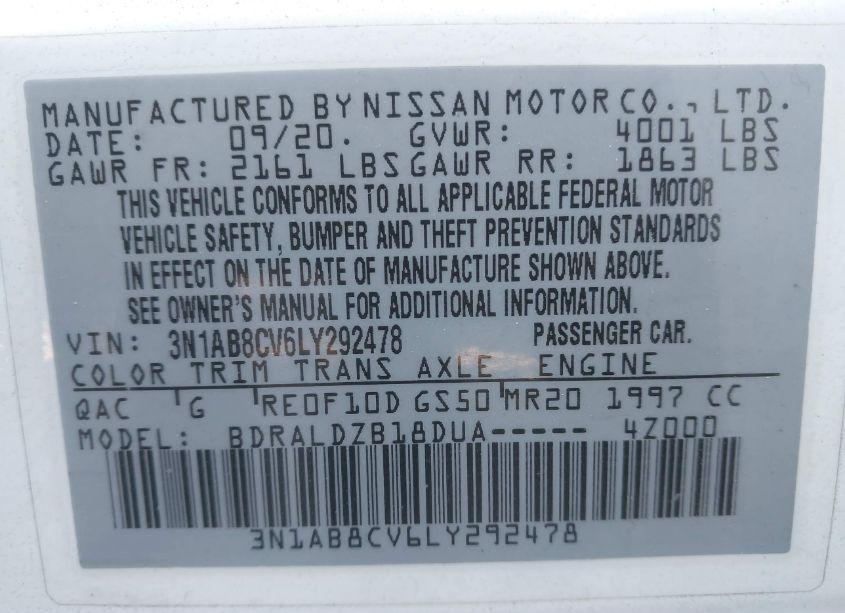 MANUFACTURED BY NISSAN MOTOR CO., LTD.
DATE: 09/20. GVWR: 4001 LBS
GAWR FR: 2161 LBS GAWR RR: 1863 LBS
THIS VEHICLE CONFORMS TO ALL APPLICABLE FEDERAL MOTOR
VEHICLE SAFETY, BUMPER AND THEFT PREVENTION STANDARDS
IN EFFECT ON THE DATE OF MANUFACTURE SHOWN ABOVE.
SEE OWNER'S MANUAL FOR ADDITIONAL INFORMATION.
VIN: 3N1AB8CV6LY292478 PASSENGER CAR.
COLOR TRIM TRANS AXLE ENGINE
QAC G RE0F10D GS50 MR20 1997 CC
MODEL: BDRALDZB18DUA----- 4Z000
3N1AB8CV6LY292478